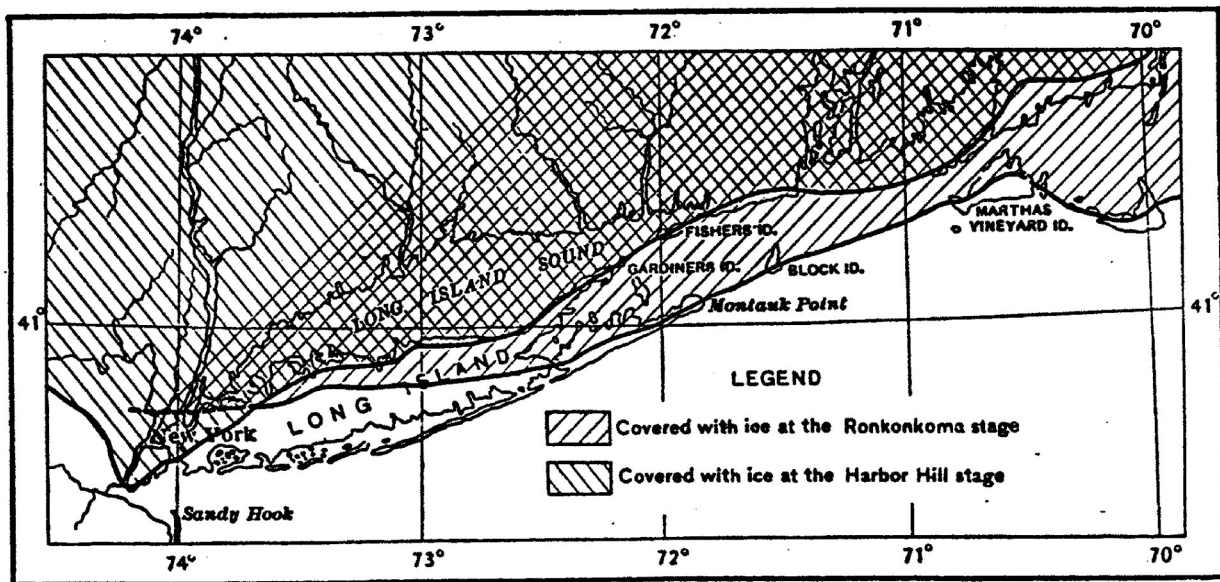 74° 73° 72° 71° 70°
FISHERS ID.
MARTHAS
VINEYARD ID.
LONG ISLAND SOUND
GARDINERS ID.
BLOCK ID.
Montauk Point
41° 41°
LONG ISLAND
New York
Sandy Hook
LEGEND
Covered with ice at the Ronkonkoma stage
Covered with ice at the Harbor Hill stage
74° 73° 72° 71° 70°